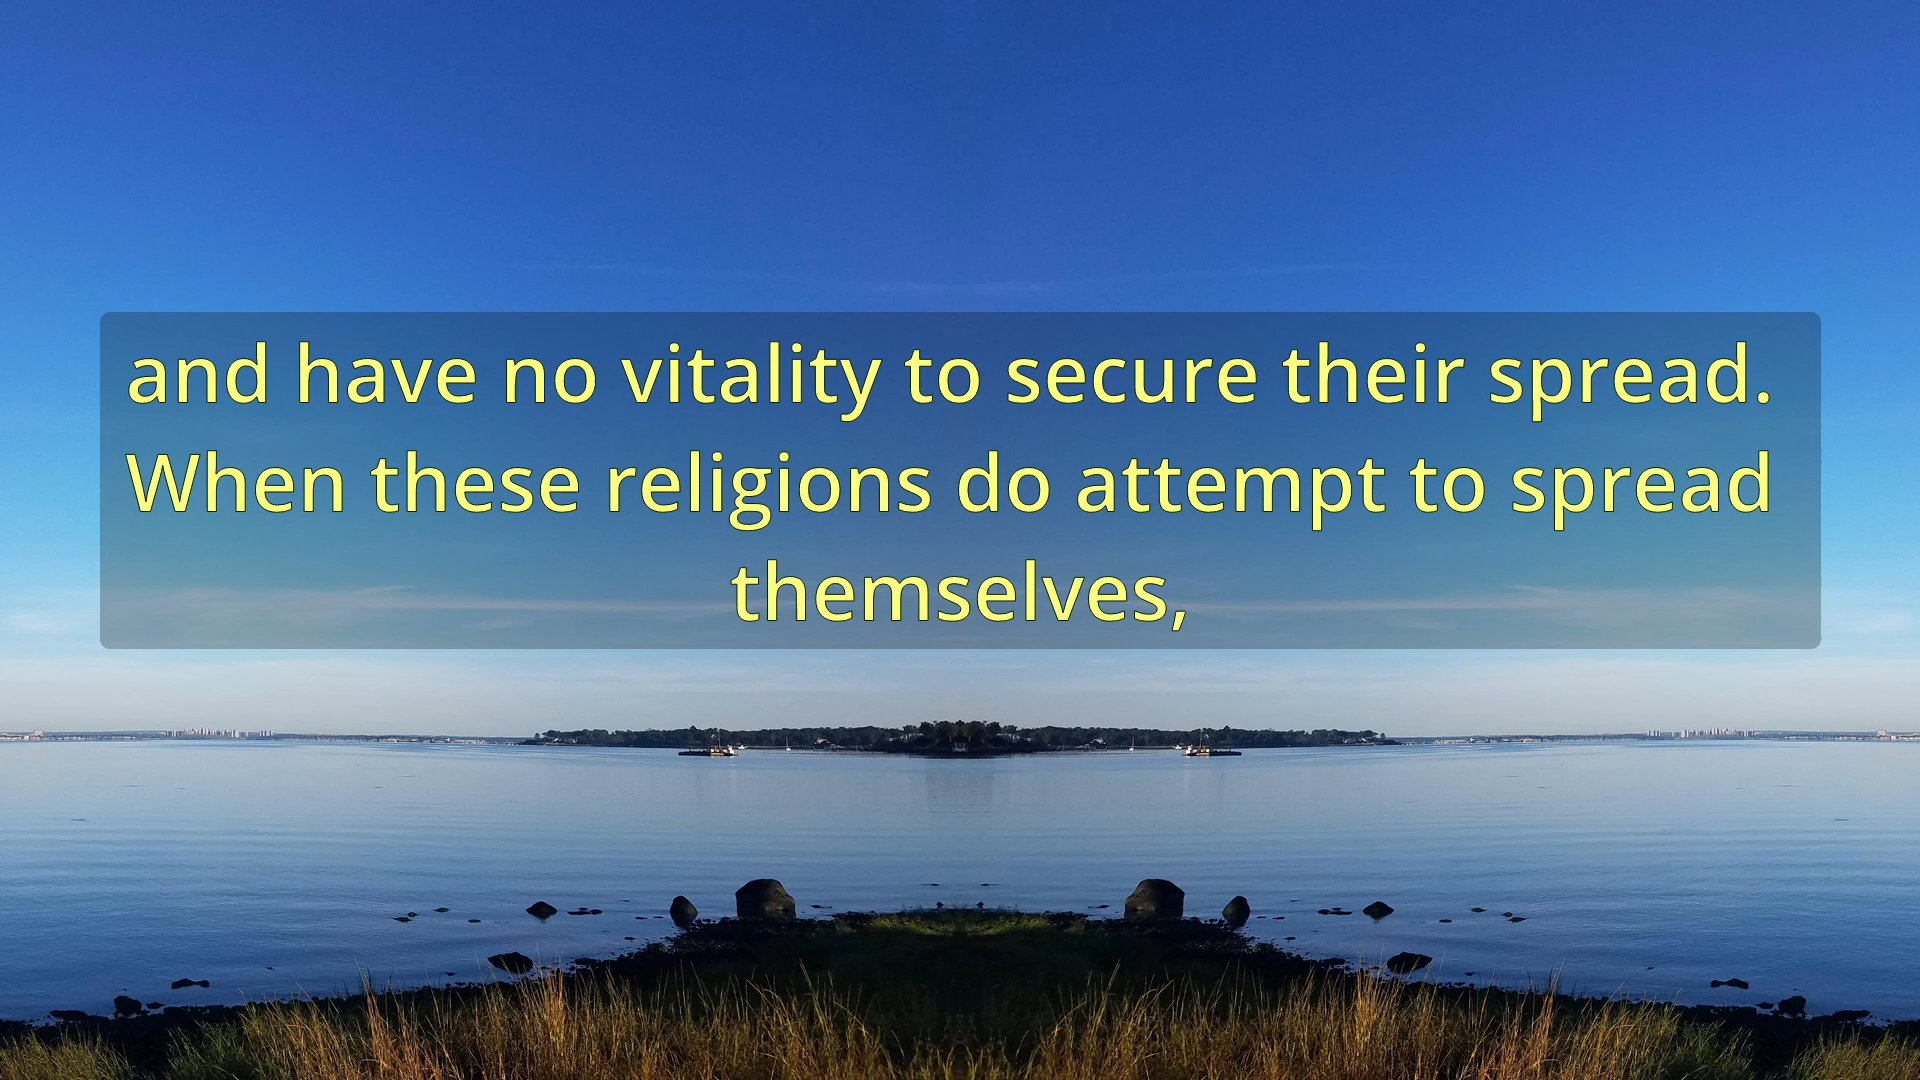 and have no vitality to secure their spread.
When these religions do attempt to spread
themselves,